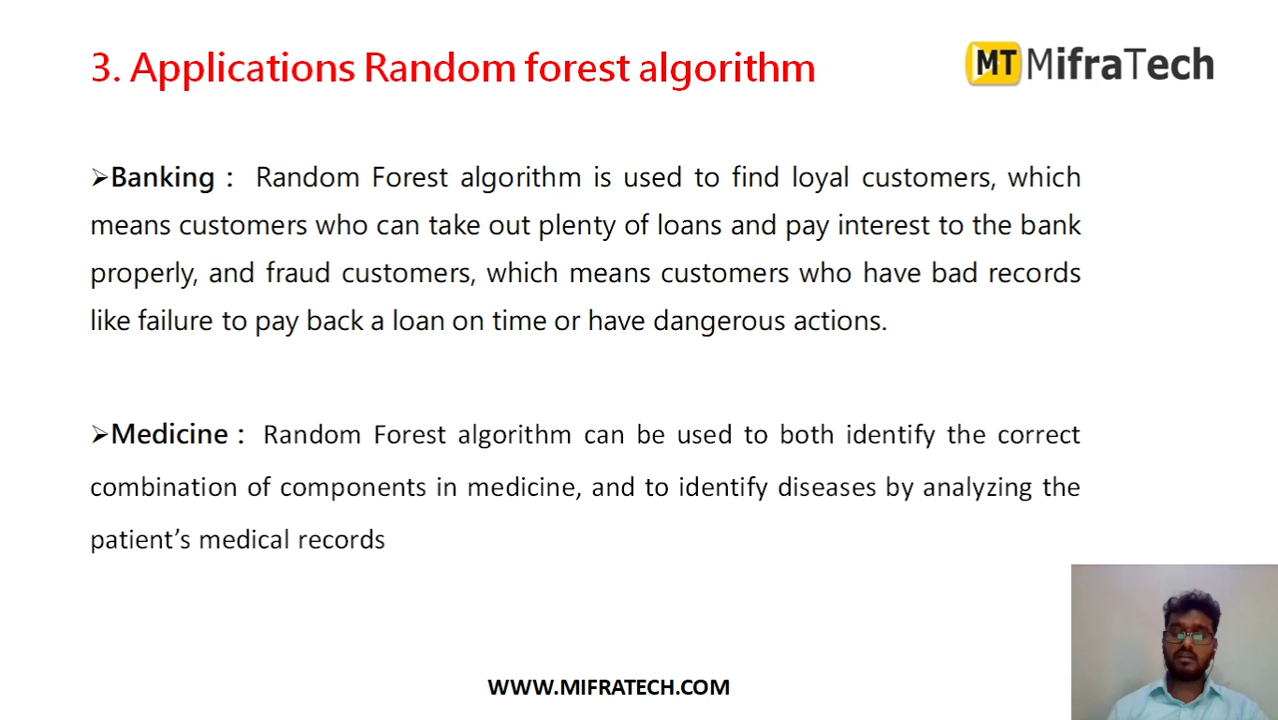 3. Applications Random forest algorithm
MT MifraTech
➢Banking : Random Forest algorithm is used to find loyal customers, which
means customers who can take out plenty of loans and pay interest to the bank
properly, and fraud customers, which means customers who have bad records
like failure to pay back a loan on time or have dangerous actions.
➢Medicine : Random Forest algorithm can be used to both identify the correct
combination of components in medicine, and to identify diseases by analyzing the
patient’s medical records
WWW.MIFRATECH.COM